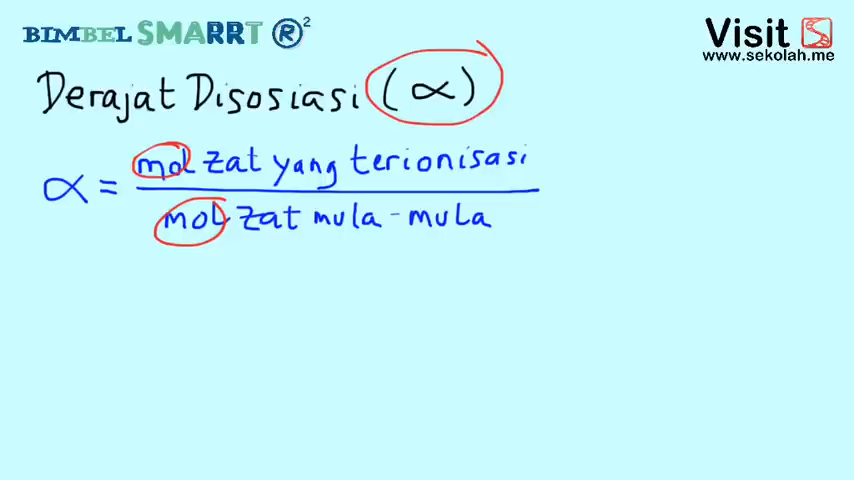 BIMBEL SMARRT ® 2
Visit S
www.sekolah.me
Derajat Disosiasi (∝)
mol zat yang terionisasi
∝ =
mol zat mula-mula